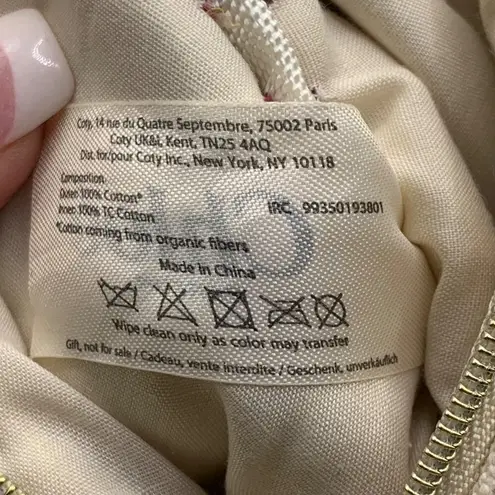 Coty, 14 rue du Quatre Septembre, 75002 Paris
Coty UK&I, Kent, TN25 4AQ
Dist. for/pour Coty Inc., New York, NY 10118
Composition
Outer: 100% Cotton*
Inner: 100% TC Cotton
IRC 99350193801
*Cotton coming from organic fibers
Made in China
Wipe clean only as color may transfer
Gift, not for sale / Cadeau, vente interdite / Geschenk, unverkäuflich